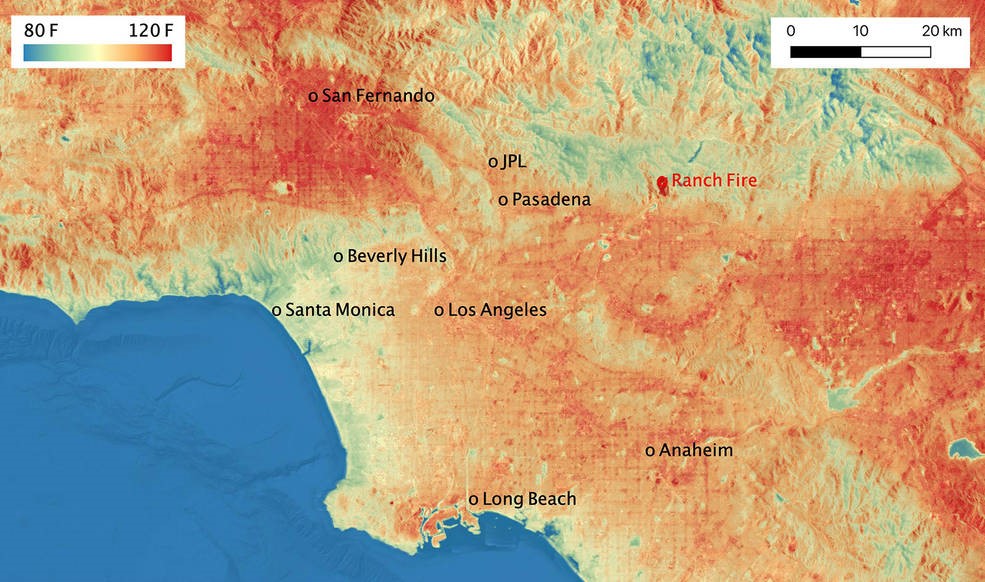 80 F 120 F
0 10 20 km
o San Fernando
o JPL
Ranch Fire
o Pasadena
o Beverly Hills
o Santa Monica
o Los Angeles
o Anaheim
o Long Beach